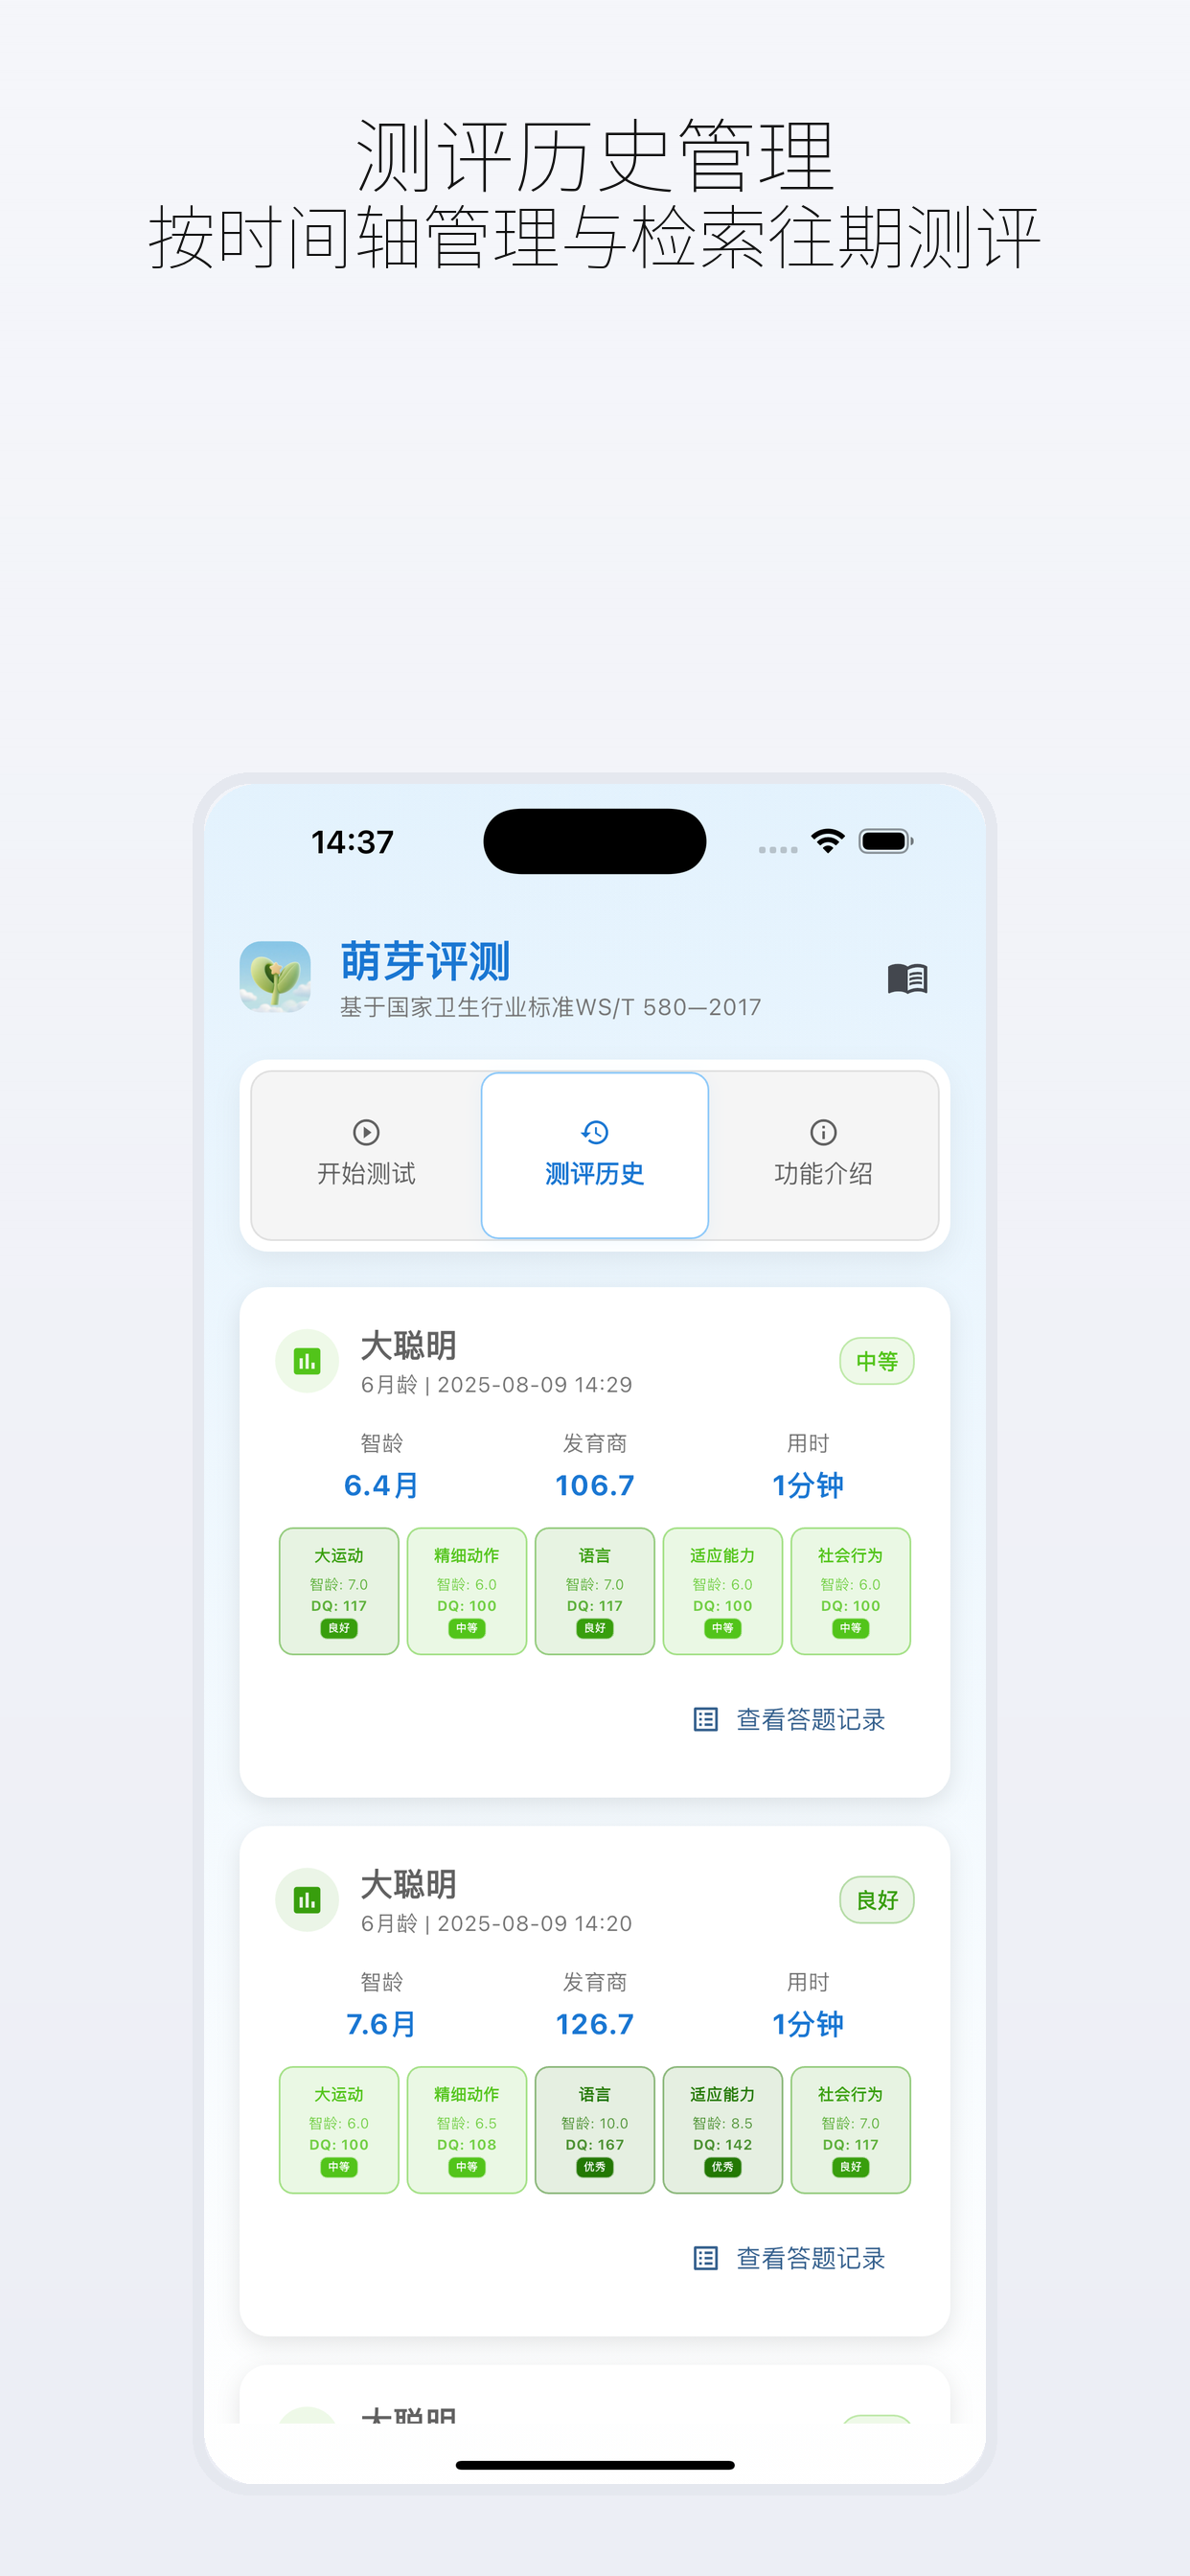 测评历史管理
按时间轴管理与检索往期测评
14:37
萌芽评测
基于国家卫生行业标准WS/T 580—2017
开始测试 测评历史 功能介绍
大聪明 中等
6月龄 | 2025-08-09 14:29
智龄 发育商 用时
6.4月 106.7 1分钟
大运动 精细动作 语言 适应能力 社会行为
智龄: 7.0 智龄: 6.0 智龄: 7.0 智龄: 6.0 智龄: 6.0
DQ: 117 DQ: 100 DQ: 117 DQ: 100 DQ: 100
良好 中等 良好 中等 中等
查看答题记录
大聪明 良好
6月龄 | 2025-08-09 14:20
智龄 发育商 用时
7.6月 126.7 1分钟
大运动 精细动作 语言 适应能力 社会行为
智龄: 6.0 智龄: 6.5 智龄: 10.0 智龄: 8.5 智龄: 7.0
DQ: 100 DQ: 108 DQ: 167 DQ: 142 DQ: 117
中等 中等 优秀 优秀 良好
查看答题记录
大聪明